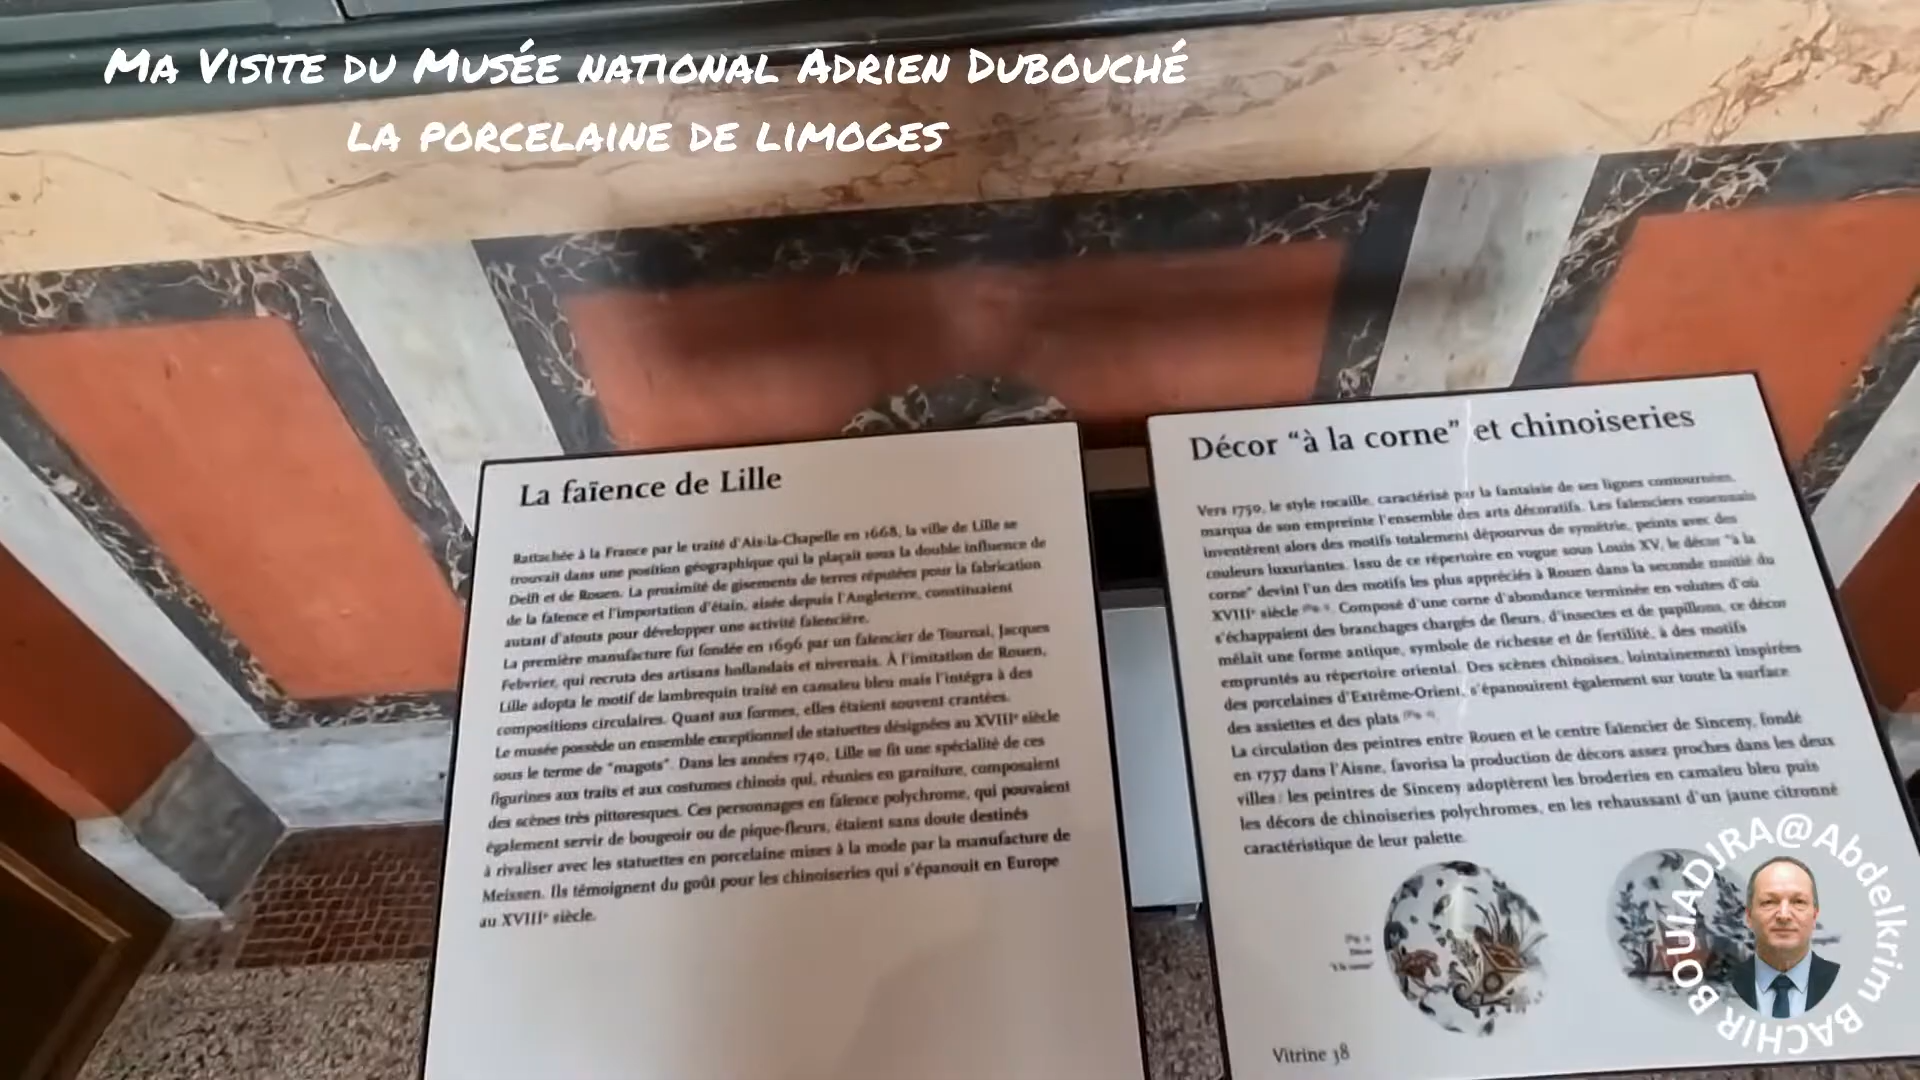 Ma Visite du Musée national Adrien Dubouché
la porcelaine de limoges
La faïence de Lille
Rattachée à la France par le traité d'Aix-la-Chapelle en 1668, la ville de Lille se
trouvait dans une position géographique qui la plaçait sous la double influence de
Delft et de Rouen. La proximité de gisements de terres réputées pour la fabrication
de la faïence et l'importation d'étain, aisée depuis l'Angleterre, constituaient
autant d'atouts pour développer une activité faïencière.
La première manufacture fut fondée en 1696 par un faïencier de Tournai, Jacques
Febvrier, qui recruta des artisans hollandais et nivernais. À l'imitation de Rouen,
Lille adopta le motif de lambrequin traité en camaïeu bleu mais l'intégra à des
compositions circulaires. Quant aux formes, elles étaient souvent crantées.
Le musée possède un ensemble exceptionnel de statuettes désignées au XVIIIe siècle
sous le terme de "magots". Dans les années 1740, Lille se fit une spécialité de ces
figurines aux traits et aux costumes chinois qui, réunies en garniture, composaient
des scènes très pittoresques. Ces personnages en faïence polychrome, qui pouvaient
également servir de bougeoir ou de pique-fleurs, étaient sans doute destinés
à rivaliser avec les statuettes en porcelaine mises à la mode par la manufacture de
Meissen. Ils témoignent du goût pour les chinoiseries qui s'épanouit en Europe
au XVIIIe siècle.
Décor "à la corne" et chinoiseries
Vers 1750, le style rocaille, caractérisé par la fantaisie de ses lignes contournées,
marqua de son empreinte l'ensemble des arts décoratifs. Les faïenciers rouennais
inventèrent alors des motifs totalement dépourvus de symétrie, peints avec des
couleurs luxuriantes. Issu de ce répertoire en vogue sous Louis XV, le décor "à la
corne" devint l'un des motifs les plus appréciés à Rouen dans la seconde moitié du
XVIIIe siècle. Composé d'une corne d'abondance terminée en volutes d'où
s'échappaient des branchages chargés de fleurs, d'insectes et de papillons, ce décor
mêlait une forme antique, symbole de richesse et de fertilité, à des motifs
empruntés au répertoire oriental. Des scènes chinoises, lointainement inspirées
des porcelaines d'Extrême-Orient, s'épanouirent également sur toute la surface
des assiettes et des plats
La circulation des peintres entre Rouen et le centre faïencier de Sinceny, fondé
en 1737 dans l'Aisne, favorisa la production de décors assez proches dans les deux
villes : les peintres de Sinceny adoptèrent les broderies en camaïeu bleu puis
les décors de chinoiseries polychromes, en les rehaussant d'un jaune citronné
caractéristique de leur palette.
Vitrine 38
BOUIADJRA@Abdelkrim BACHIR